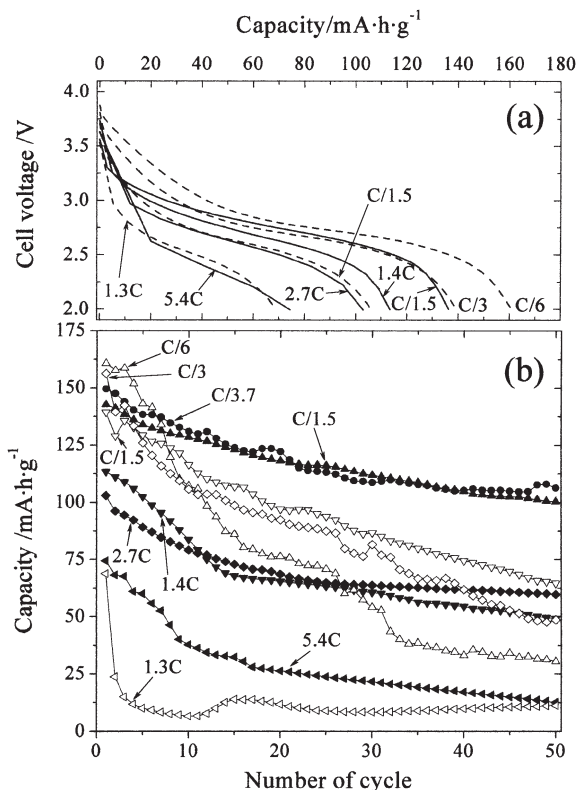 Capacity/mA·h·g⁻¹
0 20 40 60 80 100 120 140 160 180
Cell voltage /V
4.0
3.5
3.0
2.5
2.0
(a)
C/1.5
1.3C
5.4C
2.7C
1.4C
C/1.5
C/3
C/6
Capacity /mA·h·g⁻¹
175
150
125
100
75
50
25
0
(b)
C/6
C/3
C/3.7
C/1.5
C/1.5
2.7C
1.4C
5.4C
1.3C
0 10 20 30 40 50
Number of cycle